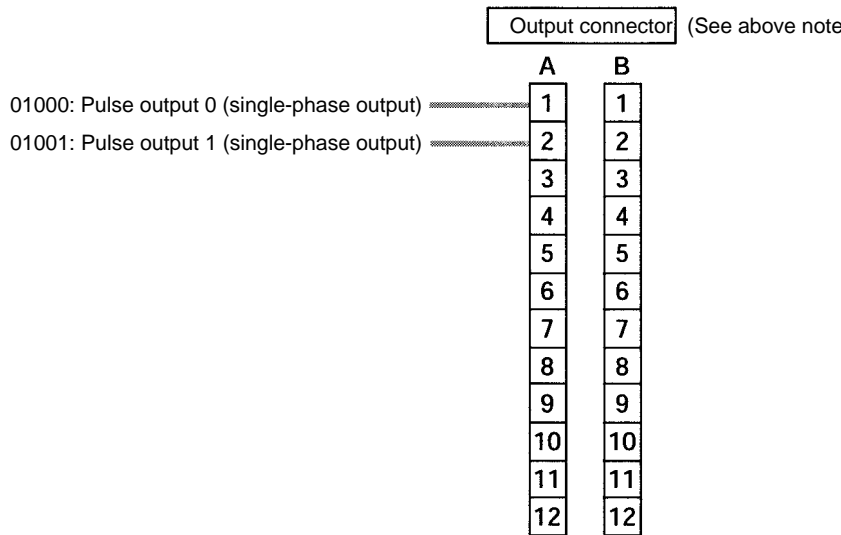 Output connector (See above note
A B
01000: Pulse output 0 (single-phase output) 1 1
01001: Pulse output 1 (single-phase output) 2 2
3 3
4 4
5 5
6 6
7 7
8 8
9 9
10 10
11 11
12 12